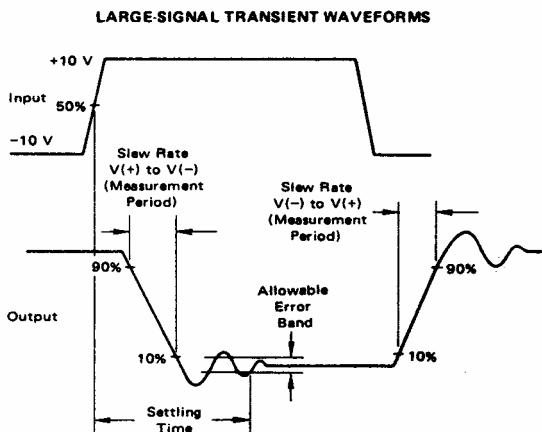 LARGE-SIGNAL TRANSIENT WAVEFORMS
+10 V
Input
50%
-10 V
Slew Rate
V(+) to V(-)
(Measurement
Period)
Slew Rate
V(-) to V(+)
(Measurement
Period)
90%
90%
Allowable
Error
Band
Output
10%
10%
Settling
Time